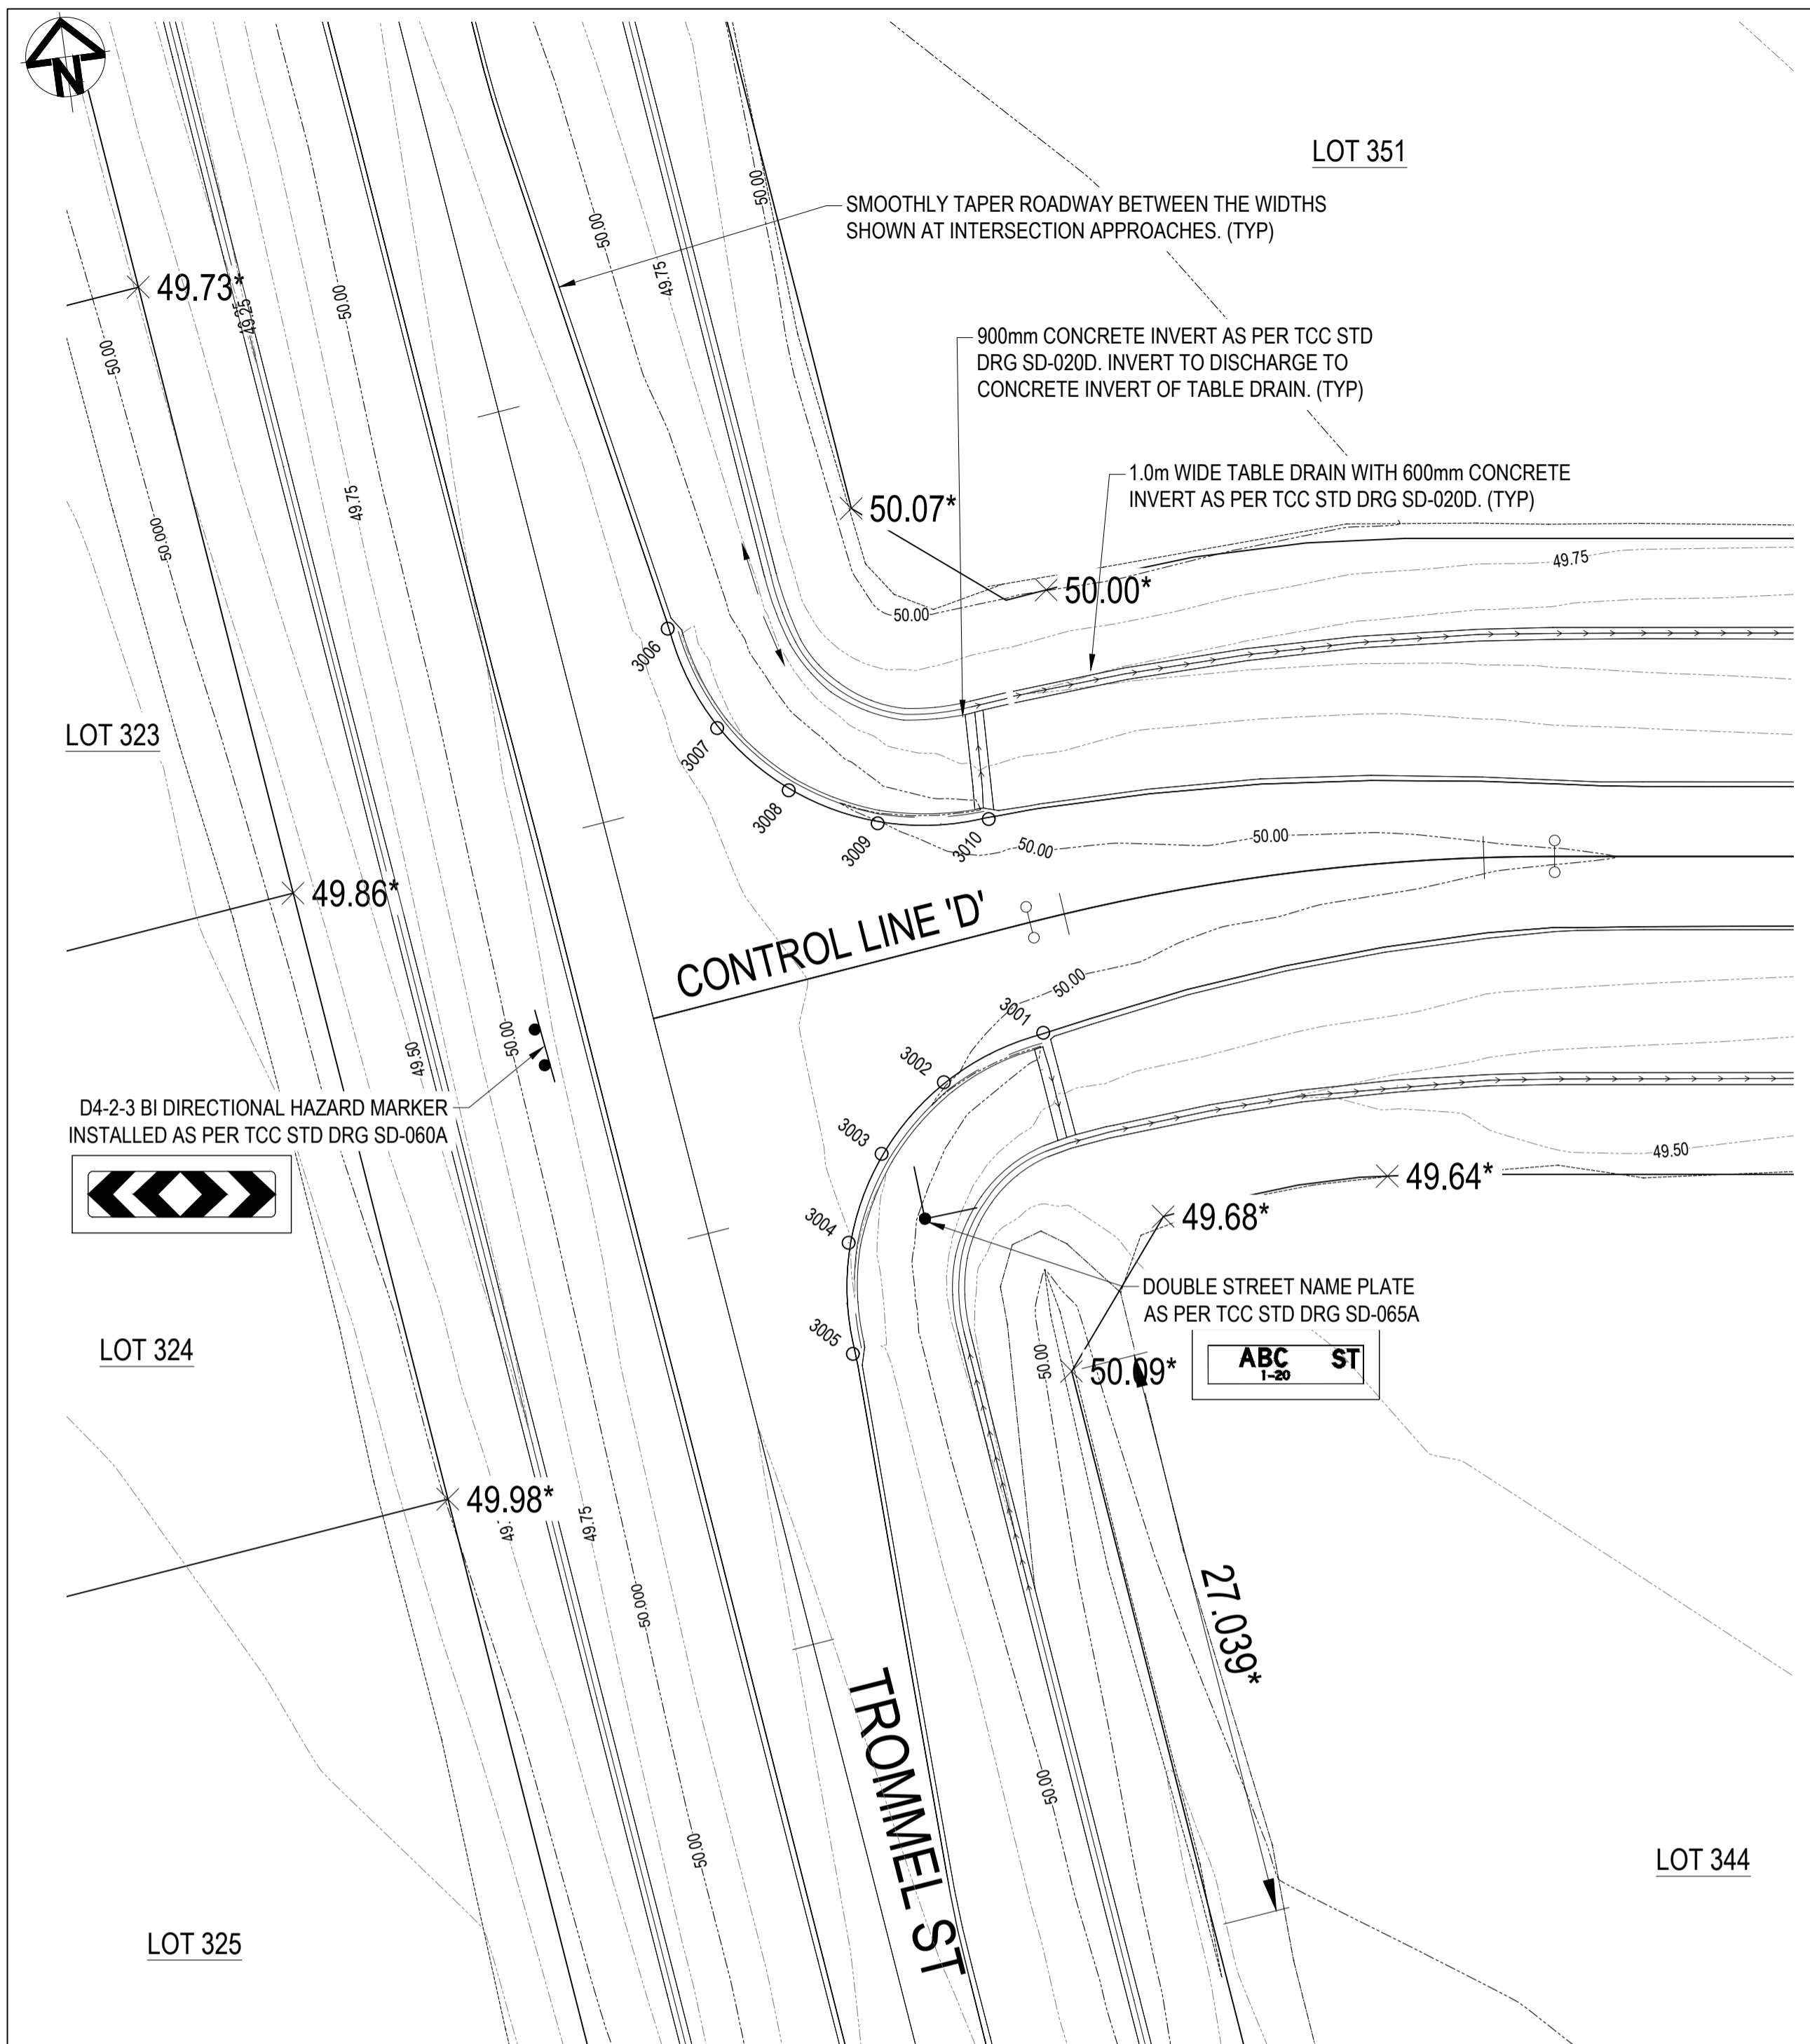 N
LOT 351
50.00
50.00
SMOOTHLY TAPER ROADWAY BETWEEN THE WIDTHS
SHOWN AT INTERSECTION APPROACHES. (TYP)
49.73*
49.25
50.00
49.75
50.00
900mm CONCRETE INVERT AS PER TCC STD
DRG SD-020D. INVERT TO DISCHARGE TO
CONCRETE INVERT OF TABLE DRAIN. (TYP)
49.75
50.000
50.07*
1.0m WIDE TABLE DRAIN WITH 600mm CONCRETE
INVERT AS PER TCC STD DRG SD-020D. (TYP)
49.75
50.00*
50.00
3006
LOT 323
3007
3008
3009
3010
50.00
50.00
49.86*
CONTROL LINE 'D'
50.00
3001
49.50
50.00
3002
D4-2-3 BI DIRECTIONAL HAZARD MARKER
INSTALLED AS PER TCC STD DRG SD-060A
3003
49.50
49.64*
49.68*
3004
DOUBLE STREET NAME PLATE
AS PER TCC STD DRG SD-065A
3005
LOT 324
50.00
50.09*
ABC ST
1-20
49.98*
49.
49.75
50.000
27.039*
TROMMEL ST
50.00
50.00
LOT 344
LOT 325